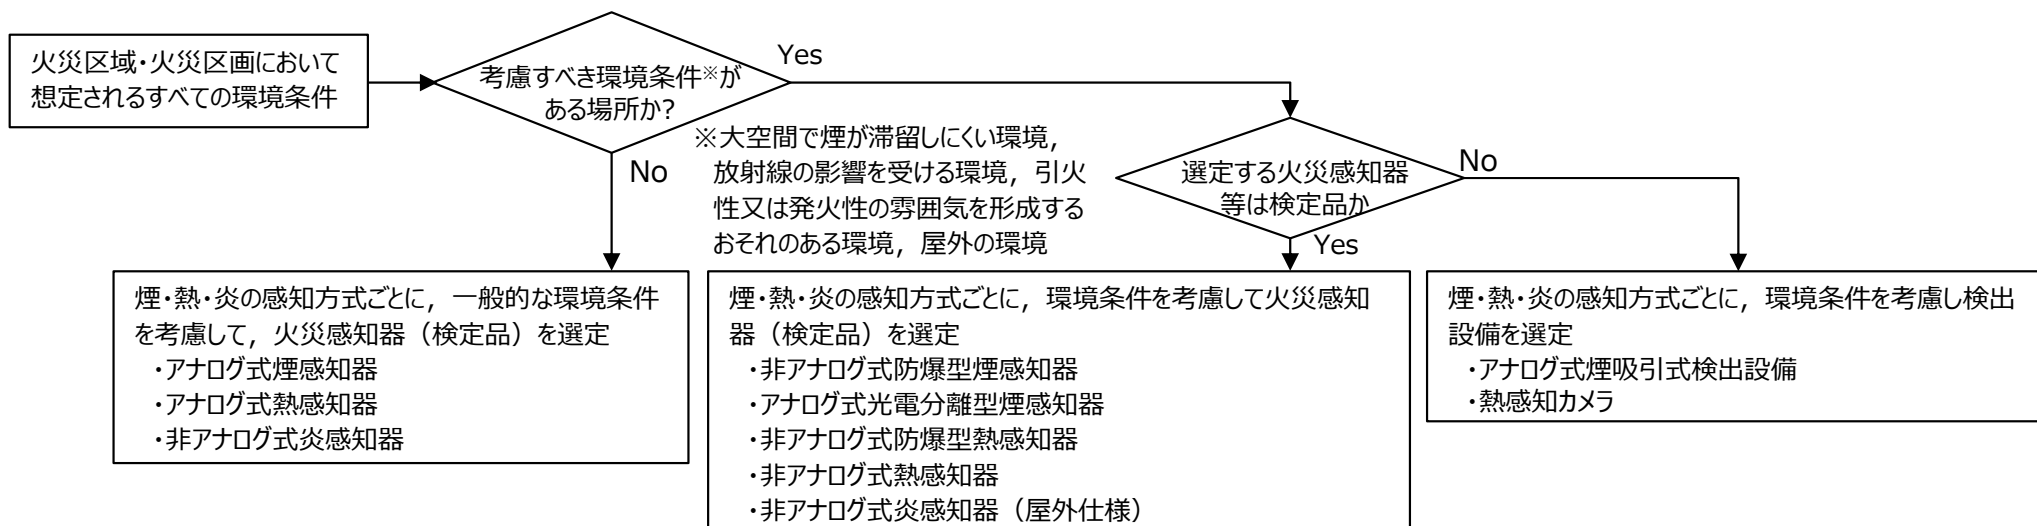 火災区域・火災区画において
想定されるすべての環境条件
考慮すべき環境条件※が
ある場所か?
Yes
No
※大空間で煙が滞留しにくい環境，
放射線の影響を受ける環境，引火
性又は発火性の雰囲気を形成する
おそれのある環境，屋外の環境
選定する火災感知器
等は検定品か
No
Yes
煙・熱・炎の感知方式ごとに，一般的な環境条件
を考慮して，火災感知器（検定品）を選定
・アナログ式煙感知器
・アナログ式熱感知器
・非アナログ式炎感知器
煙・熱・炎の感知方式ごとに，環境条件を考慮して火災感知
器（検定品）を選定
・非アナログ式防爆型煙感知器
・アナログ式光電分離型煙感知器
・非アナログ式防爆型熱感知器
・非アナログ式熱感知器
・非アナログ式炎感知器（屋外仕様）
煙・熱・炎の感知方式ごとに，環境条件を考慮し検出
設備を選定
・アナログ式煙吸引式検出設備
・熱感知カメラ